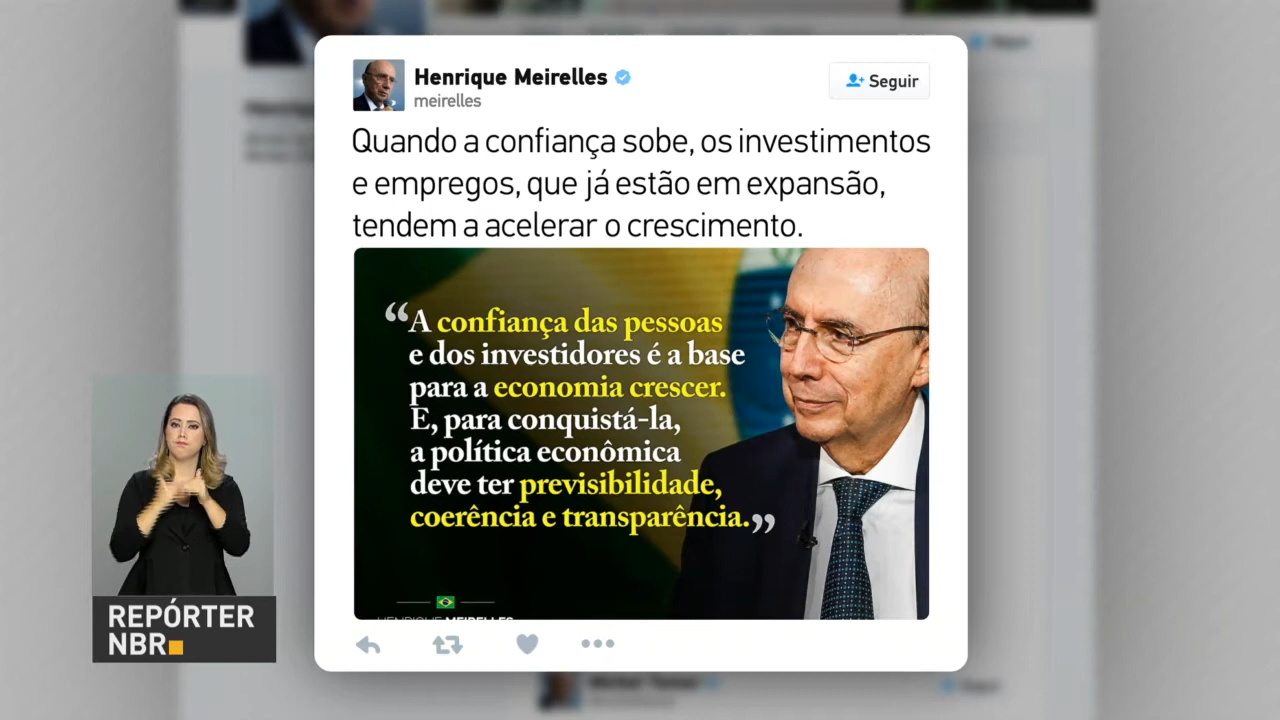 Henrique Meirelles
meirelles
Seguir
Quando a confiança sobe, os investimentos
e empregos, que já estão em expansão,
tendem a acelerar o crescimento.
“A confiança das pessoas
e dos investidores é a base
para a economia crescer.
E, para conquistá-la,
a política econômica
deve ter previsibilidade,
coerência e transparência.”
HENRIQUE MEIRELLES
REPÓRTER
NBR